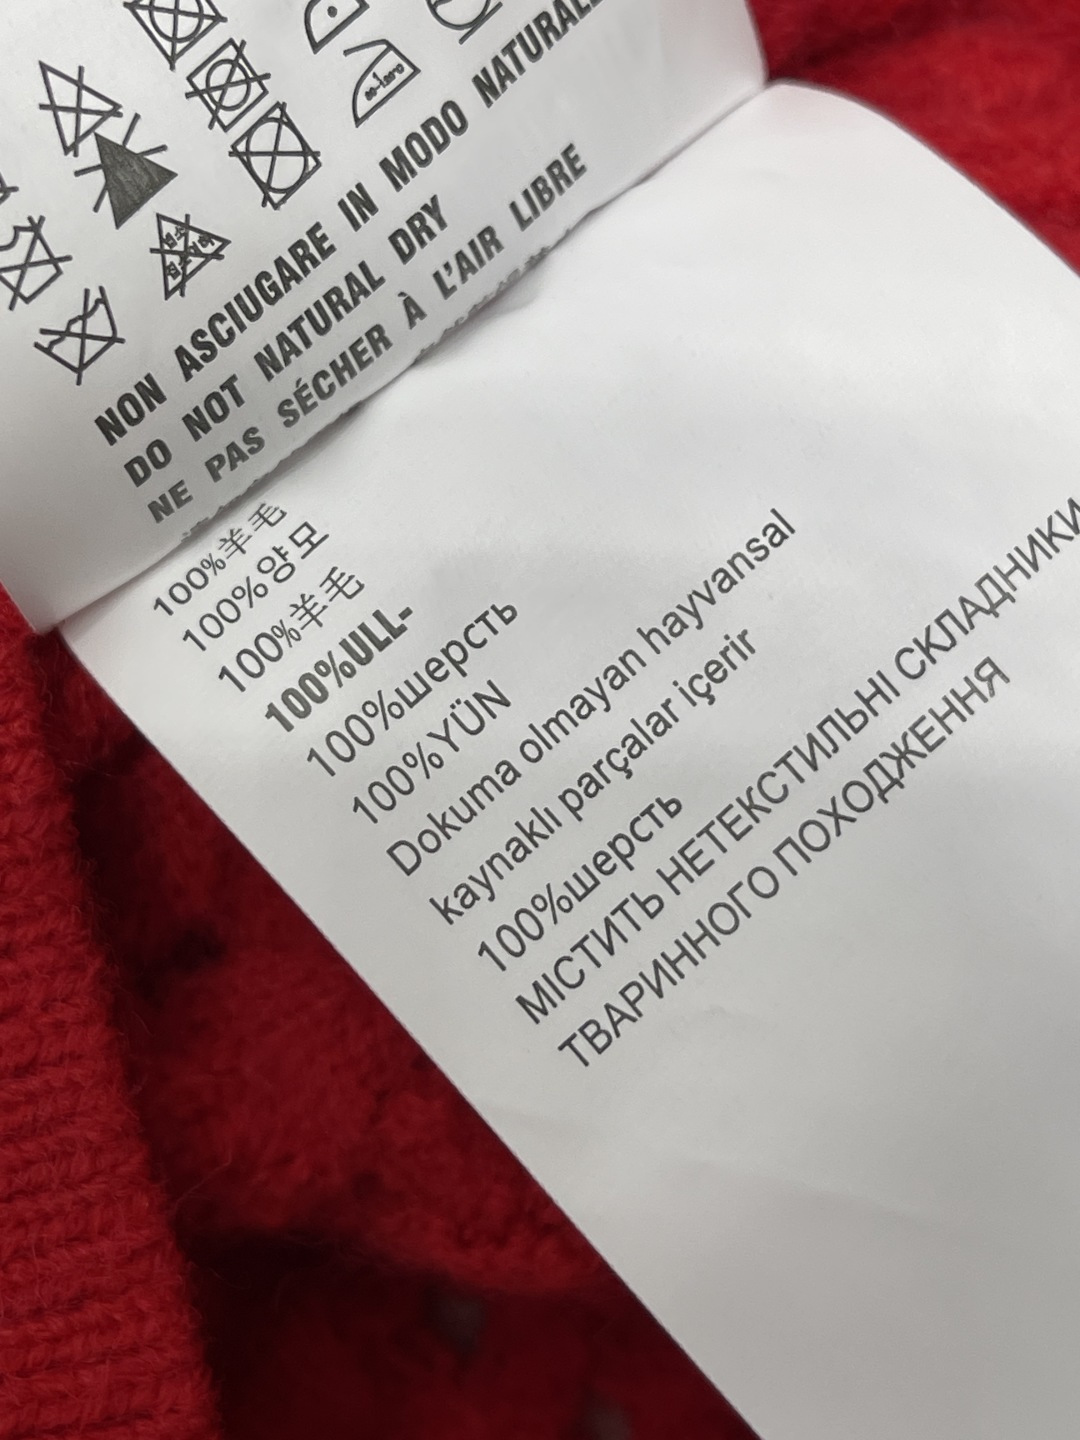 NON ASCIUGARE IN MODO NATURALE
DO NOT NATURAL DRY
NE PAS SÉCHER À L'AIR LIBRE
100%羊毛
100%양모
100%羊毛
100%ULL-
100%шерсть
100%YÜN
Dokuma olmayan hayvansal
kaynaklı parçalar içerir
100%шерсть
МІСТИТЬ НЕТЕКСТИЛЬНІ СКЛАДНИКИ
ТВАРИННОГО ПОХОДЖЕННЯ